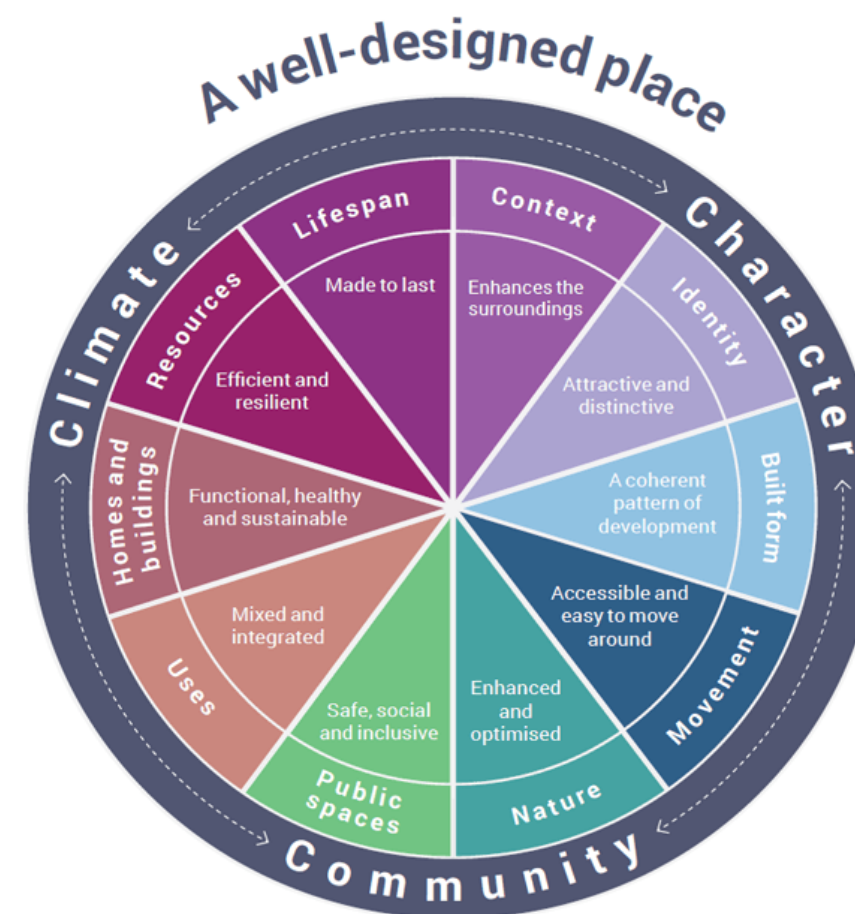 A well-designed place
Climate
Character
Community
Context
Enhances the
surroundings
Identity
Attractive and
distinctive
Built form
A coherent
pattern of
development
Movement
Accessible and
easy to move
around
Nature
Enhanced
and
optimised
Public
spaces
Safe, social
and inclusive
Uses
Mixed and
integrated
Homes and
buildings
Functional, healthy
and sustainable
Resources
Efficient and
resilient
Lifespan
Made to last